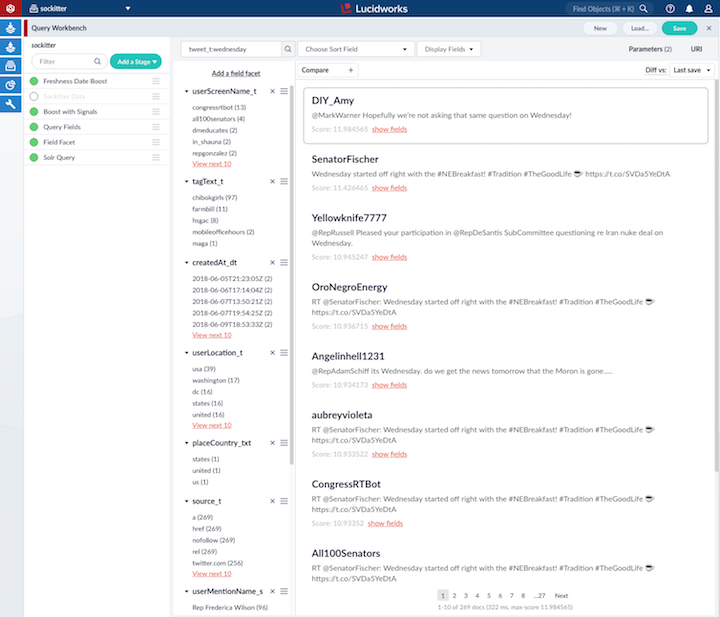 sockitter
Lucidworks
Find Objects (⌘ + K)
Query Workbench
New
Load...
Save
sockitter
Filter
Add a Stage
Freshness Date Boost
Sockitter Data
Boost with Signals
Query Fields
Field Facet
Solr Query
tweet_t:wednesday
Choose Sort Field
Display Fields
Parameters (2)
URI
Add a field facet
userScreenName_t
congressrtbot (13)
all100senators (4)
dmeducates (2)
in_shauna (2)
repgonzalez (2)
View next 10
tagText_t
chibokgirls (97)
farmbill (11)
hsgac (8)
mobileofficehours (2)
maga (1)
createdAt_dt
2018-06-05T21:23:05Z (2)
2018-06-06T17:14:04Z (2)
2018-06-07T13:50:21Z (2)
2018-06-07T19:54:25Z (2)
2018-06-09T18:53:33Z (2)
View next 10
userLocation_t
usa (39)
washington (17)
dc (16)
states (16)
united (16)
View next 10
placeCountry_txt
states (1)
united (1)
us (1)
source_t
a (269)
href (269)
nofollow (269)
rel (269)
twitter.com (256)
View next 10
userMentionName_s
Rep Frederica Wilson (96)
Compare +
Diff vs: Last save
DIY_Amy
@MarkWarner Hopefully we're not asking that same question on Wednesday!
Score: 11.984565 show fields
SenatorFischer
Wednesday started off right with the #NEBreakfast! #Tradition #TheGoodLife ☕ https://t.co/SVDa5YeDtA
Score: 11.426465 show fields
Yellowknife7777
@RepRussell Pleased your participation in @RepDeSantis SubCommittee questioning re Iran nuke deal on
Wednesday.
Score: 10.945247 show fields
OroNegroEnergy
RT @SenatorFischer: Wednesday started off right with the #NEBreakfast! #Tradition #TheGoodLife ☕
https://t.co/SVDa5YeDtA
Score: 10.936715 show fields
Angelinhell1231
@RepAdamSchiff its Wednesday. do we get the news tomorrow that the Moron is gone.....
Score: 10.934173 show fields
aubreyvioleta
RT @SenatorFischer: Wednesday started off right with the #NEBreakfast! #Tradition #TheGoodLife ☕
https://t.co/SVDa5YeDtA
Score: 10.933522 show fields
CongressRTBot
RT @SenatorFischer: Wednesday started off right with the #NEBreakfast! #Tradition #TheGoodLife ☕
https://t.co/SVDa5YeDtA
Score: 10.93352 show fields
All100Senators
RT @SenatorFischer: Wednesday started off right with the #NEBreakfast! #Tradition #TheGoodLife ☕
https://t.co/SVDa5YeDtA
1 2 3 4 5 6 7 8 ...27 Next
1-10 of 269 docs (322 ms, max-score 11.984565)